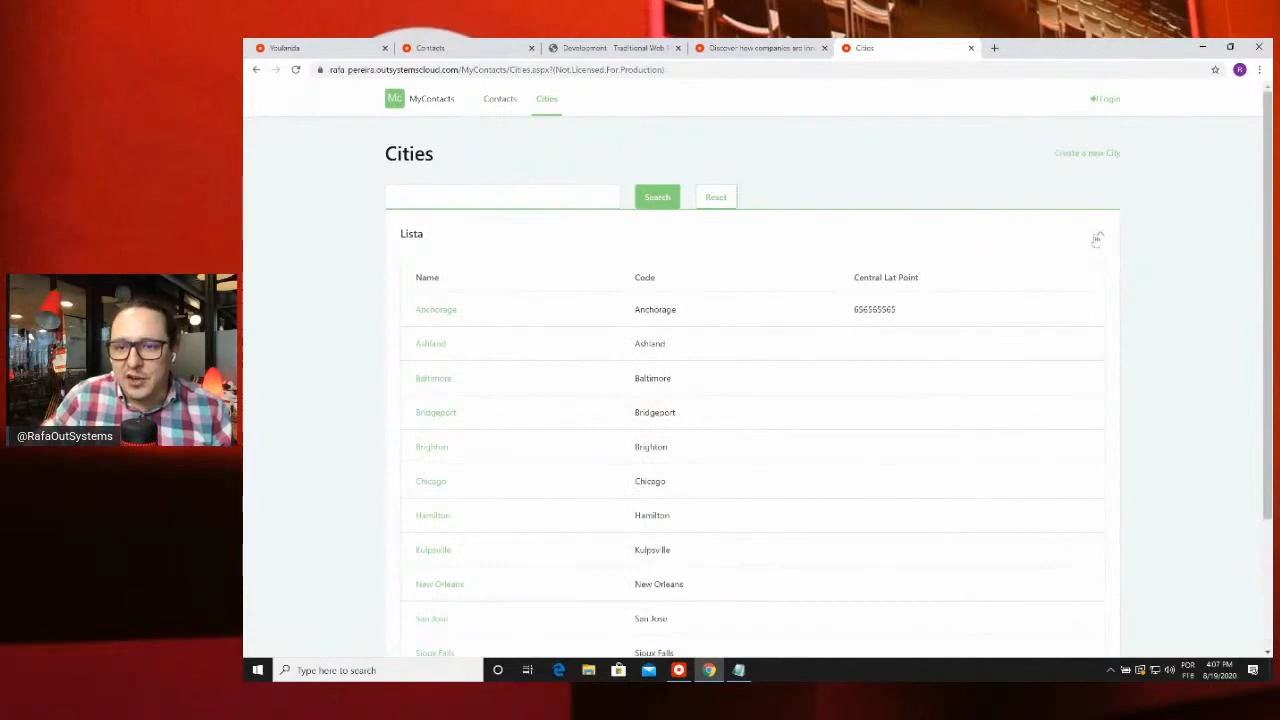 Youlanda
Contacts
Development - Traditional Web
Discover how companies are inn
Cities
rafa-pereira.outsystemscloud.com/MyContacts/Cities.aspx?(Not.Licensed.For.Production)
R
Mc MyContacts Contacts Cities Login
Cities Create a new City
Search Reset
Lista
Name Code Central Lat Point
Anchorage Anchorage 656565565
Ashland Ashland
Baltimore Baltimore
Bridgeport Bridgeport
Brighton Brighton
Chicago Chicago
Hamilton Hamilton
Kulpsville Kulpsville
New Orleans New Orleans
San Jose San Jose
Sioux Falls Sioux Falls
@RafaOutSystems
Type here to search
POR
PTB
4:07 PM
8/19/2020